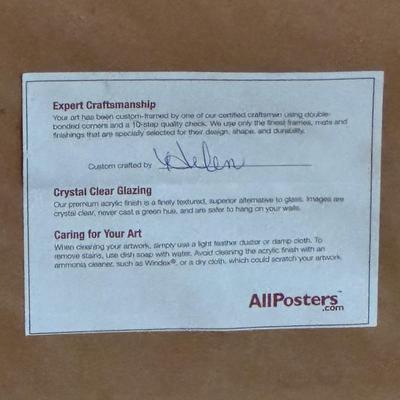 Expert Craftsmanship
Your art has been custom-framed by one of our certified craftsman using double-
bonded corners and a 10-step quality check. We use only the finest frames, mats and
finishings that are specially selected for their design, shape, and durability.
Custom crafted by Helen
Crystal Clear Glazing
Our premium acrylic finish is a finely textured, superior alternative to glass. Images are
crystal clear, never cast a green hue, and are safer to hang on your walls.
Caring for Your Art
When cleaning your artwork, simply use a light feather duster or damp cloth. To
remove stains, use dish soap with water. Avoid cleaning the acrylic finish with an
ammonia cleaner, such as Windex®, or a dry cloth, which could scratch your artwork.
AllPosters™
.com